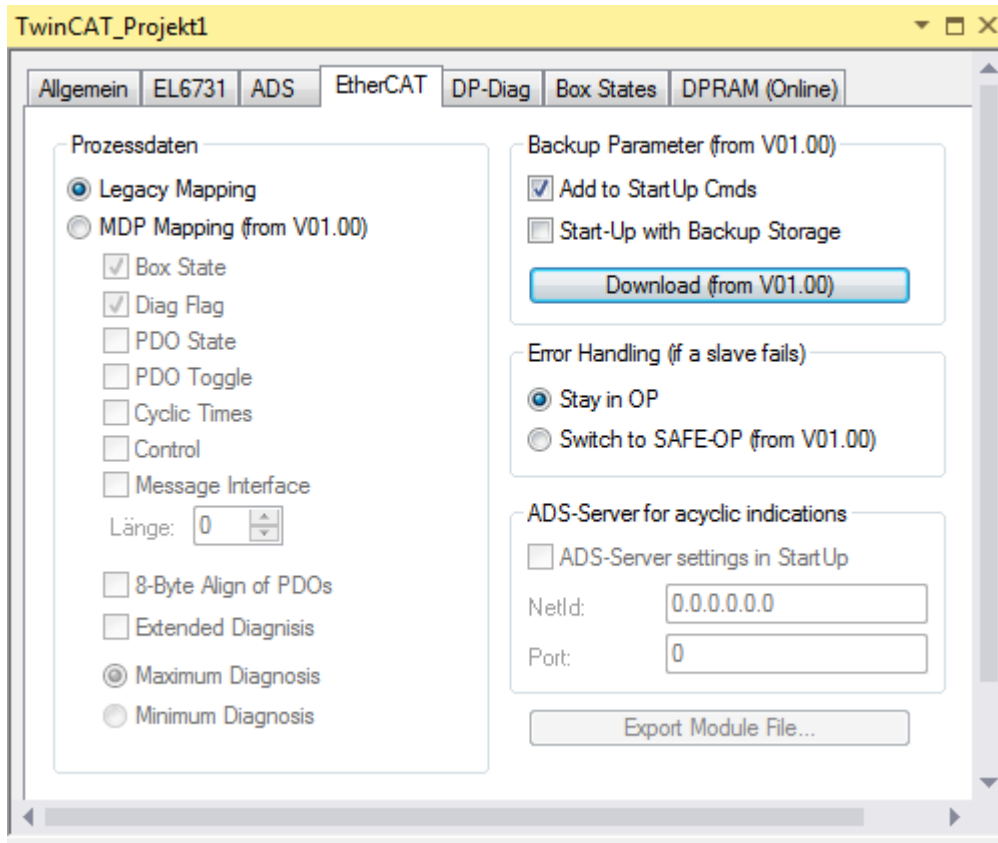 TwinCAT_Projekt1
Allgemein EL6731 ADS EtherCAT DP-Diag Box States DPRAM (Online)
Prozessdaten
Legacy Mapping
MDP Mapping (from V01.00)
Box State
Diag Flag
PDO State
PDO Toggle
Cyclic Times
Control
Message Interface
Länge: 0
8-Byte Align of PDOs
Extended Diagnisis
Maximum Diagnosis
Minimum Diagnosis
Backup Parameter (from V01.00)
Add to StartUp Cmds
Start-Up with Backup Storage
Download (from V01.00)
Error Handling (if a slave fails)
Stay in OP
Switch to SAFE-OP (from V01.00)
ADS-Server for acyclic indications
ADS-Server settings in StartUp
NetId: 0.0.0.0.0.0
Port: 0
Export Module File...